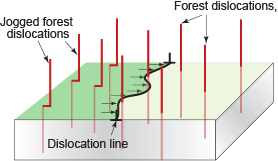 Forest dislocations,
Jogged forest
dislocations
Dislocation line